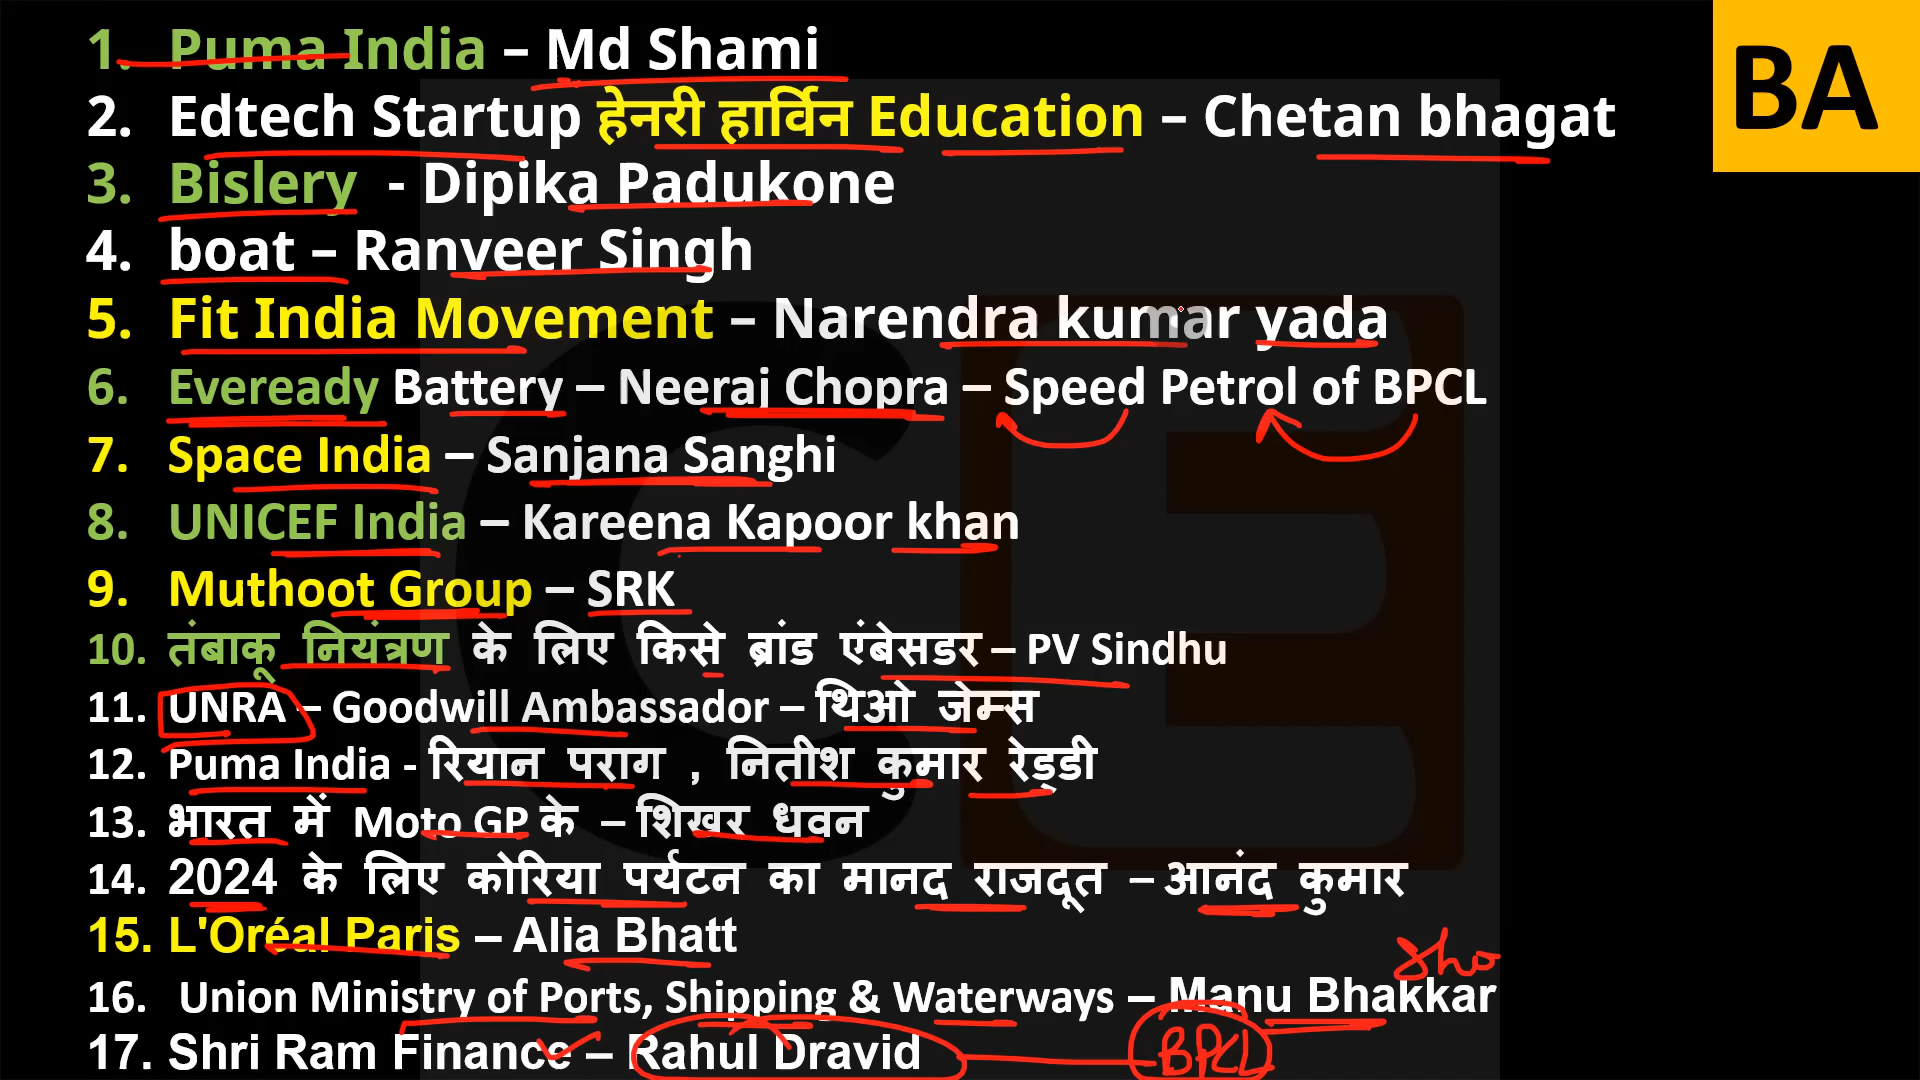 BA
1. Puma India – Md Shami
2. Edtech Startup हेनरी हार्विन Education – Chetan bhagat
3. Bislery - Dipika Padukone
4. boat – Ranveer Singh
5. Fit India Movement – Narendra kumar yada
6. Eveready Battery – Neeraj Chopra – Speed Petrol of BPCL
7. Space India – Sanjana Sanghi
8. UNICEF India – Kareena Kapoor khan
9. Muthoot Group – SRK
10. तंबाकू नियंत्रण के लिए किसे ब्रांड एंबेसडर – PV Sindhu
11. UNRA – Goodwill Ambassador – थिओ जेम्स
12. Puma India - रियान पराग , नितीश कुमार रेड्डी
13. भारत में Moto GP के – शिखर धवन
14. 2024 के लिए कोरिया पर्यटन का मानद राजदूत – आनंद कुमार
15. L'Oréal Paris – Alia Bhatt
16. Union Ministry of Ports, Shipping & Waterways – Manu Bhakkar
17. Shri Ram Finance – Rahul Dravid BPCL